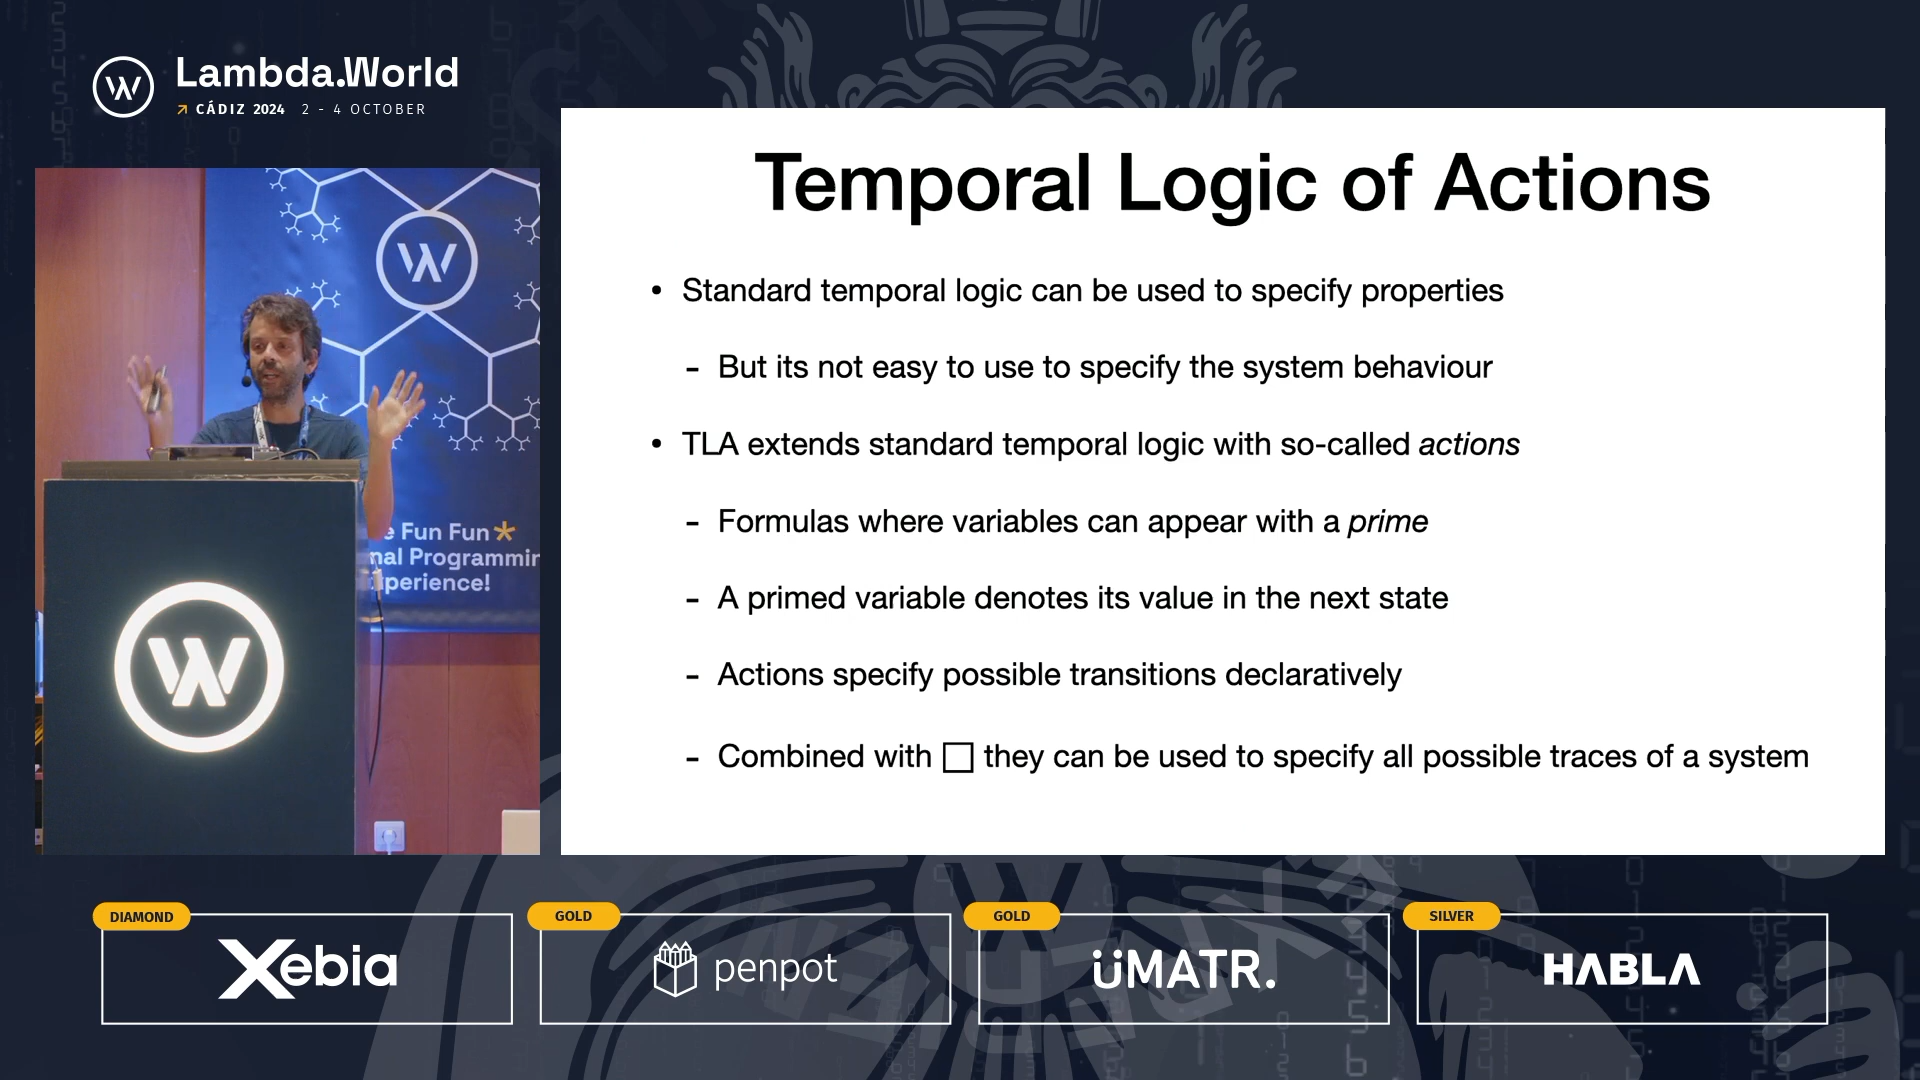 Lambda.World
CÁDIZ 2024 2 - 4 OCTOBER
Temporal Logic of Actions
• Standard temporal logic can be used to specify properties
- But its not easy to use to specify the system behaviour
• TLA extends standard temporal logic with so-called actions
- Formulas where variables can appear with a prime
- A primed variable denotes its value in the next state
- Actions specify possible transitions declaratively
- Combined with □ they can be used to specify all possible traces of a system
Fun Fun*
nal Programmin
perience!
DIAMOND
Xebia
GOLD
penpot
GOLD
üMATR.
SILVER
HABLA